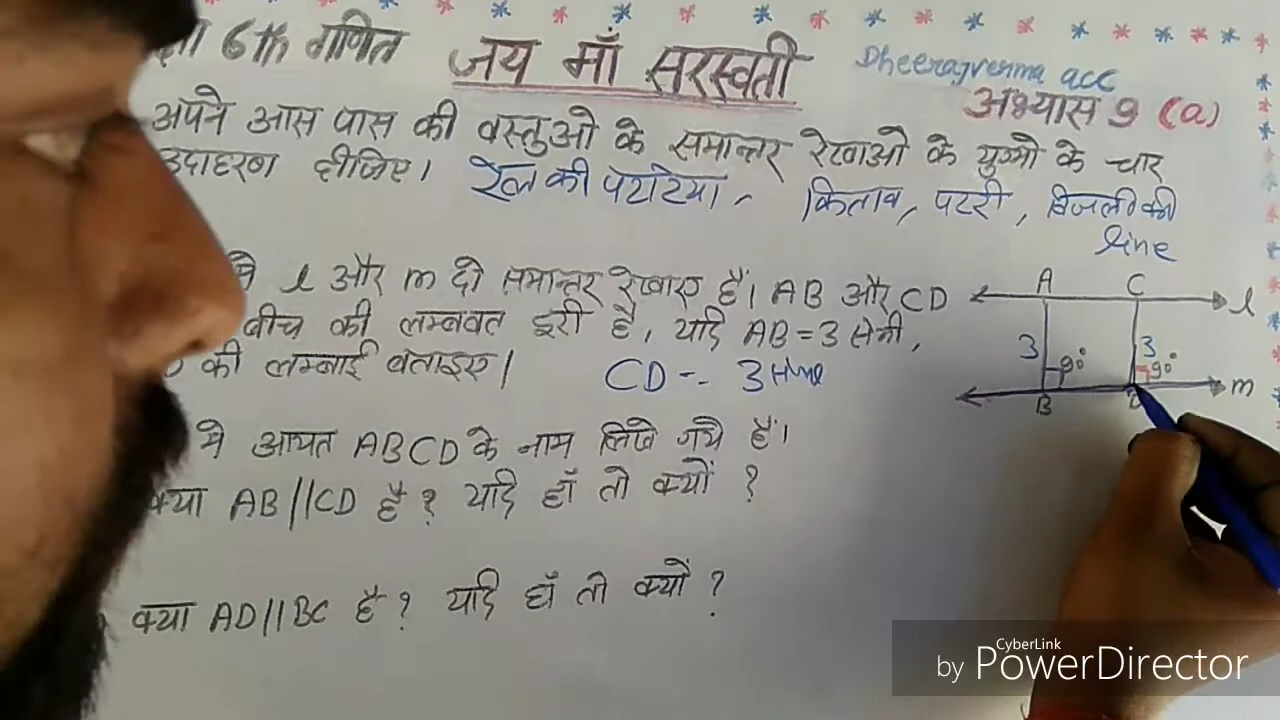 6th गणित
जय माँ सरस्वती
Dheerajverma acc
अभ्यास 9 (a)
अपने आस पास की वस्तुओ के समान्तर रेखाओ के युग्मो के चार
उदाहरण दीजिए। रेल की पटरिया, किताब, पटरी, बिजली की
line
मे l और m दो समान्तर रेखाए हैं। AB और CD
बीच की लम्बवत दूरी है, यदि AB = 3 सेमी,
की लम्बाई बताइए। CD -- 3 सेमी
A C l
3 90° 3 90°
B D m
मे आयत ABCD के नाम लिखे गये हैं।
क्या AB//CD है? यदि हाँ तो क्यों ?
क्या AD//BC है? यदि हाँ तो क्यों ?
CyberLink
by PowerDirector